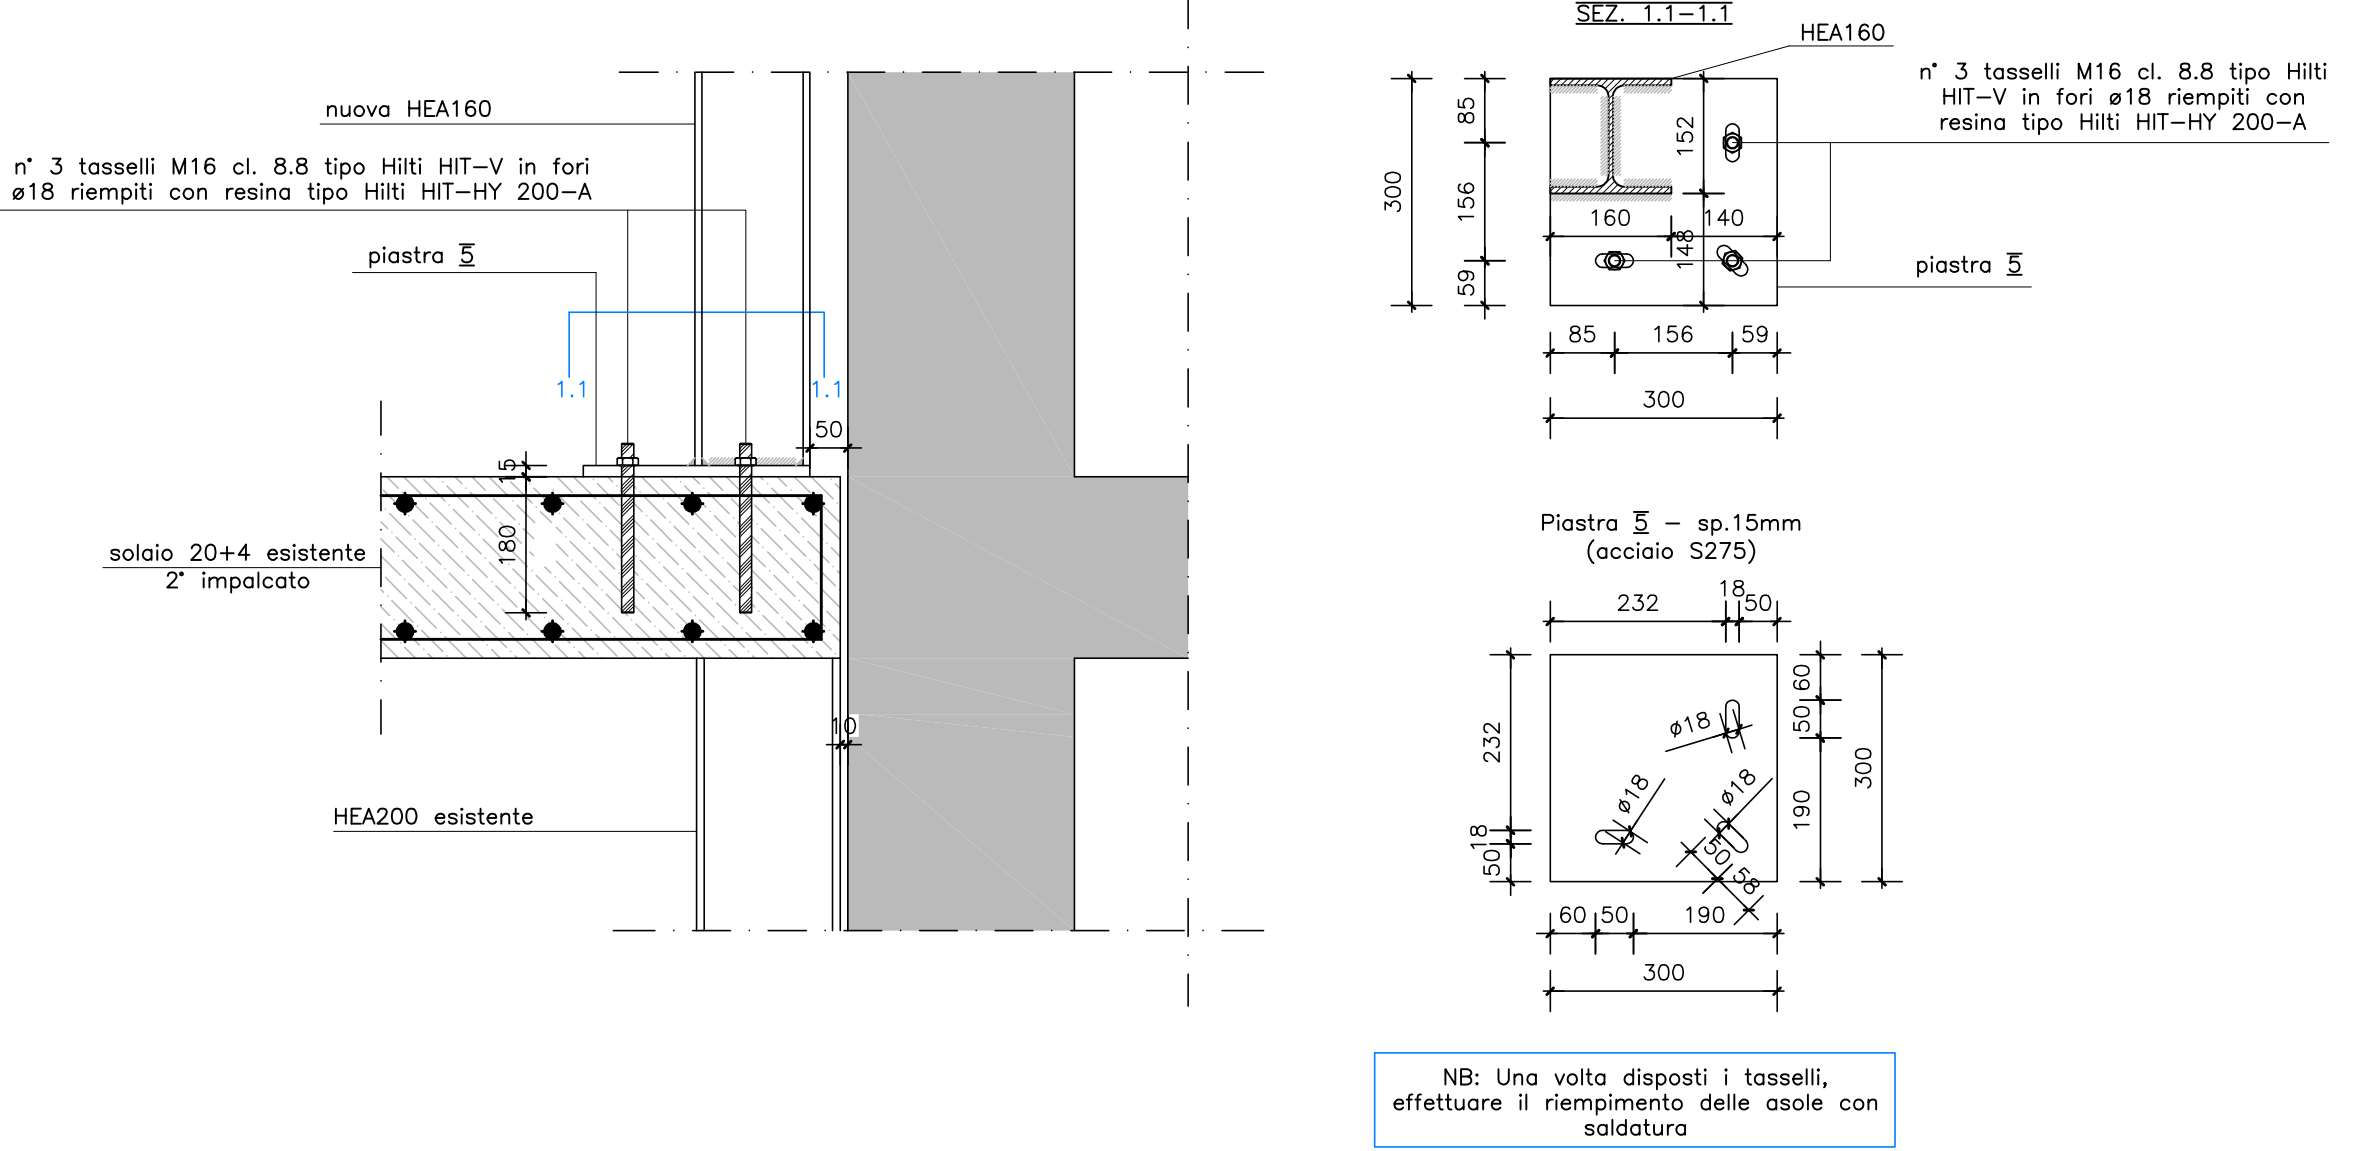 nuova HEA160
n° 3 tasselli M16 cl. 8.8 tipo Hilti HIT-V in fori
ø18 riempiti con resina tipo Hilti HIT-HY 200-A
piastra 5
1.1
1.1
50
15
180
solaio 20+4 esistente
2° impalcato
10
HEA200 esistente
SEZ. 1.1-1.1
HEA160
n° 3 tasselli M16 cl. 8.8 tipo Hilti
HIT-V in fori ø18 riempiti con
resina tipo Hilti HIT-HY 200-A
85
152
300
156
160
140
148
59
piastra 5
85
156
59
300
Piastra 5 - sp.15mm
(acciaio S275)
18
232
50
60
50
ø18
232
300
ø18
ø18
190
18
50
50
58
60
50
190
300
NB: Una volta disposti i tasselli,
effettuare il riempimento delle asole con
saldatura